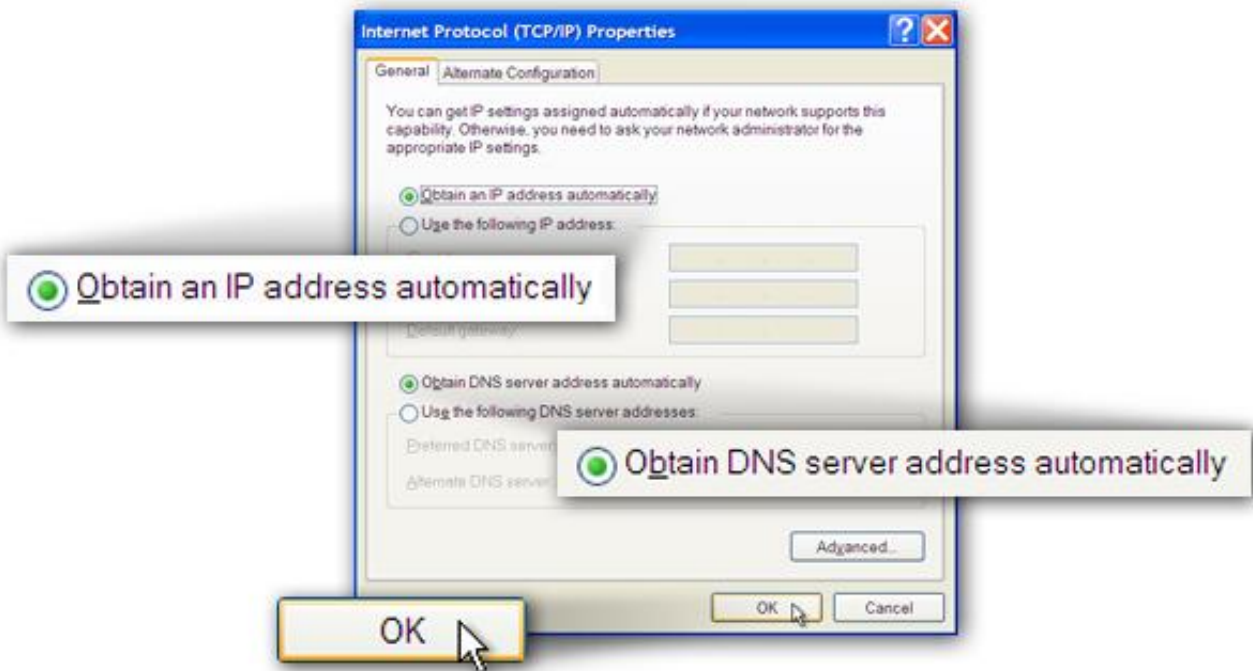 Internet Protocol (TCP/IP) Properties
General Alternate Configuration
You can get IP settings assigned automatically if your network supports this
capability. Otherwise, you need to ask your network administrator for the
appropriate IP settings.
Obtain an IP address automatically
Use the following IP address:
Obtain an IP address automatically
Default gateway:
Obtain DNS server address automatically
Use the following DNS server addresses:
Preferred DNS server:
Obtain DNS server address automatically
Alternate DNS server:
Advanced...
OK Cancel
OK